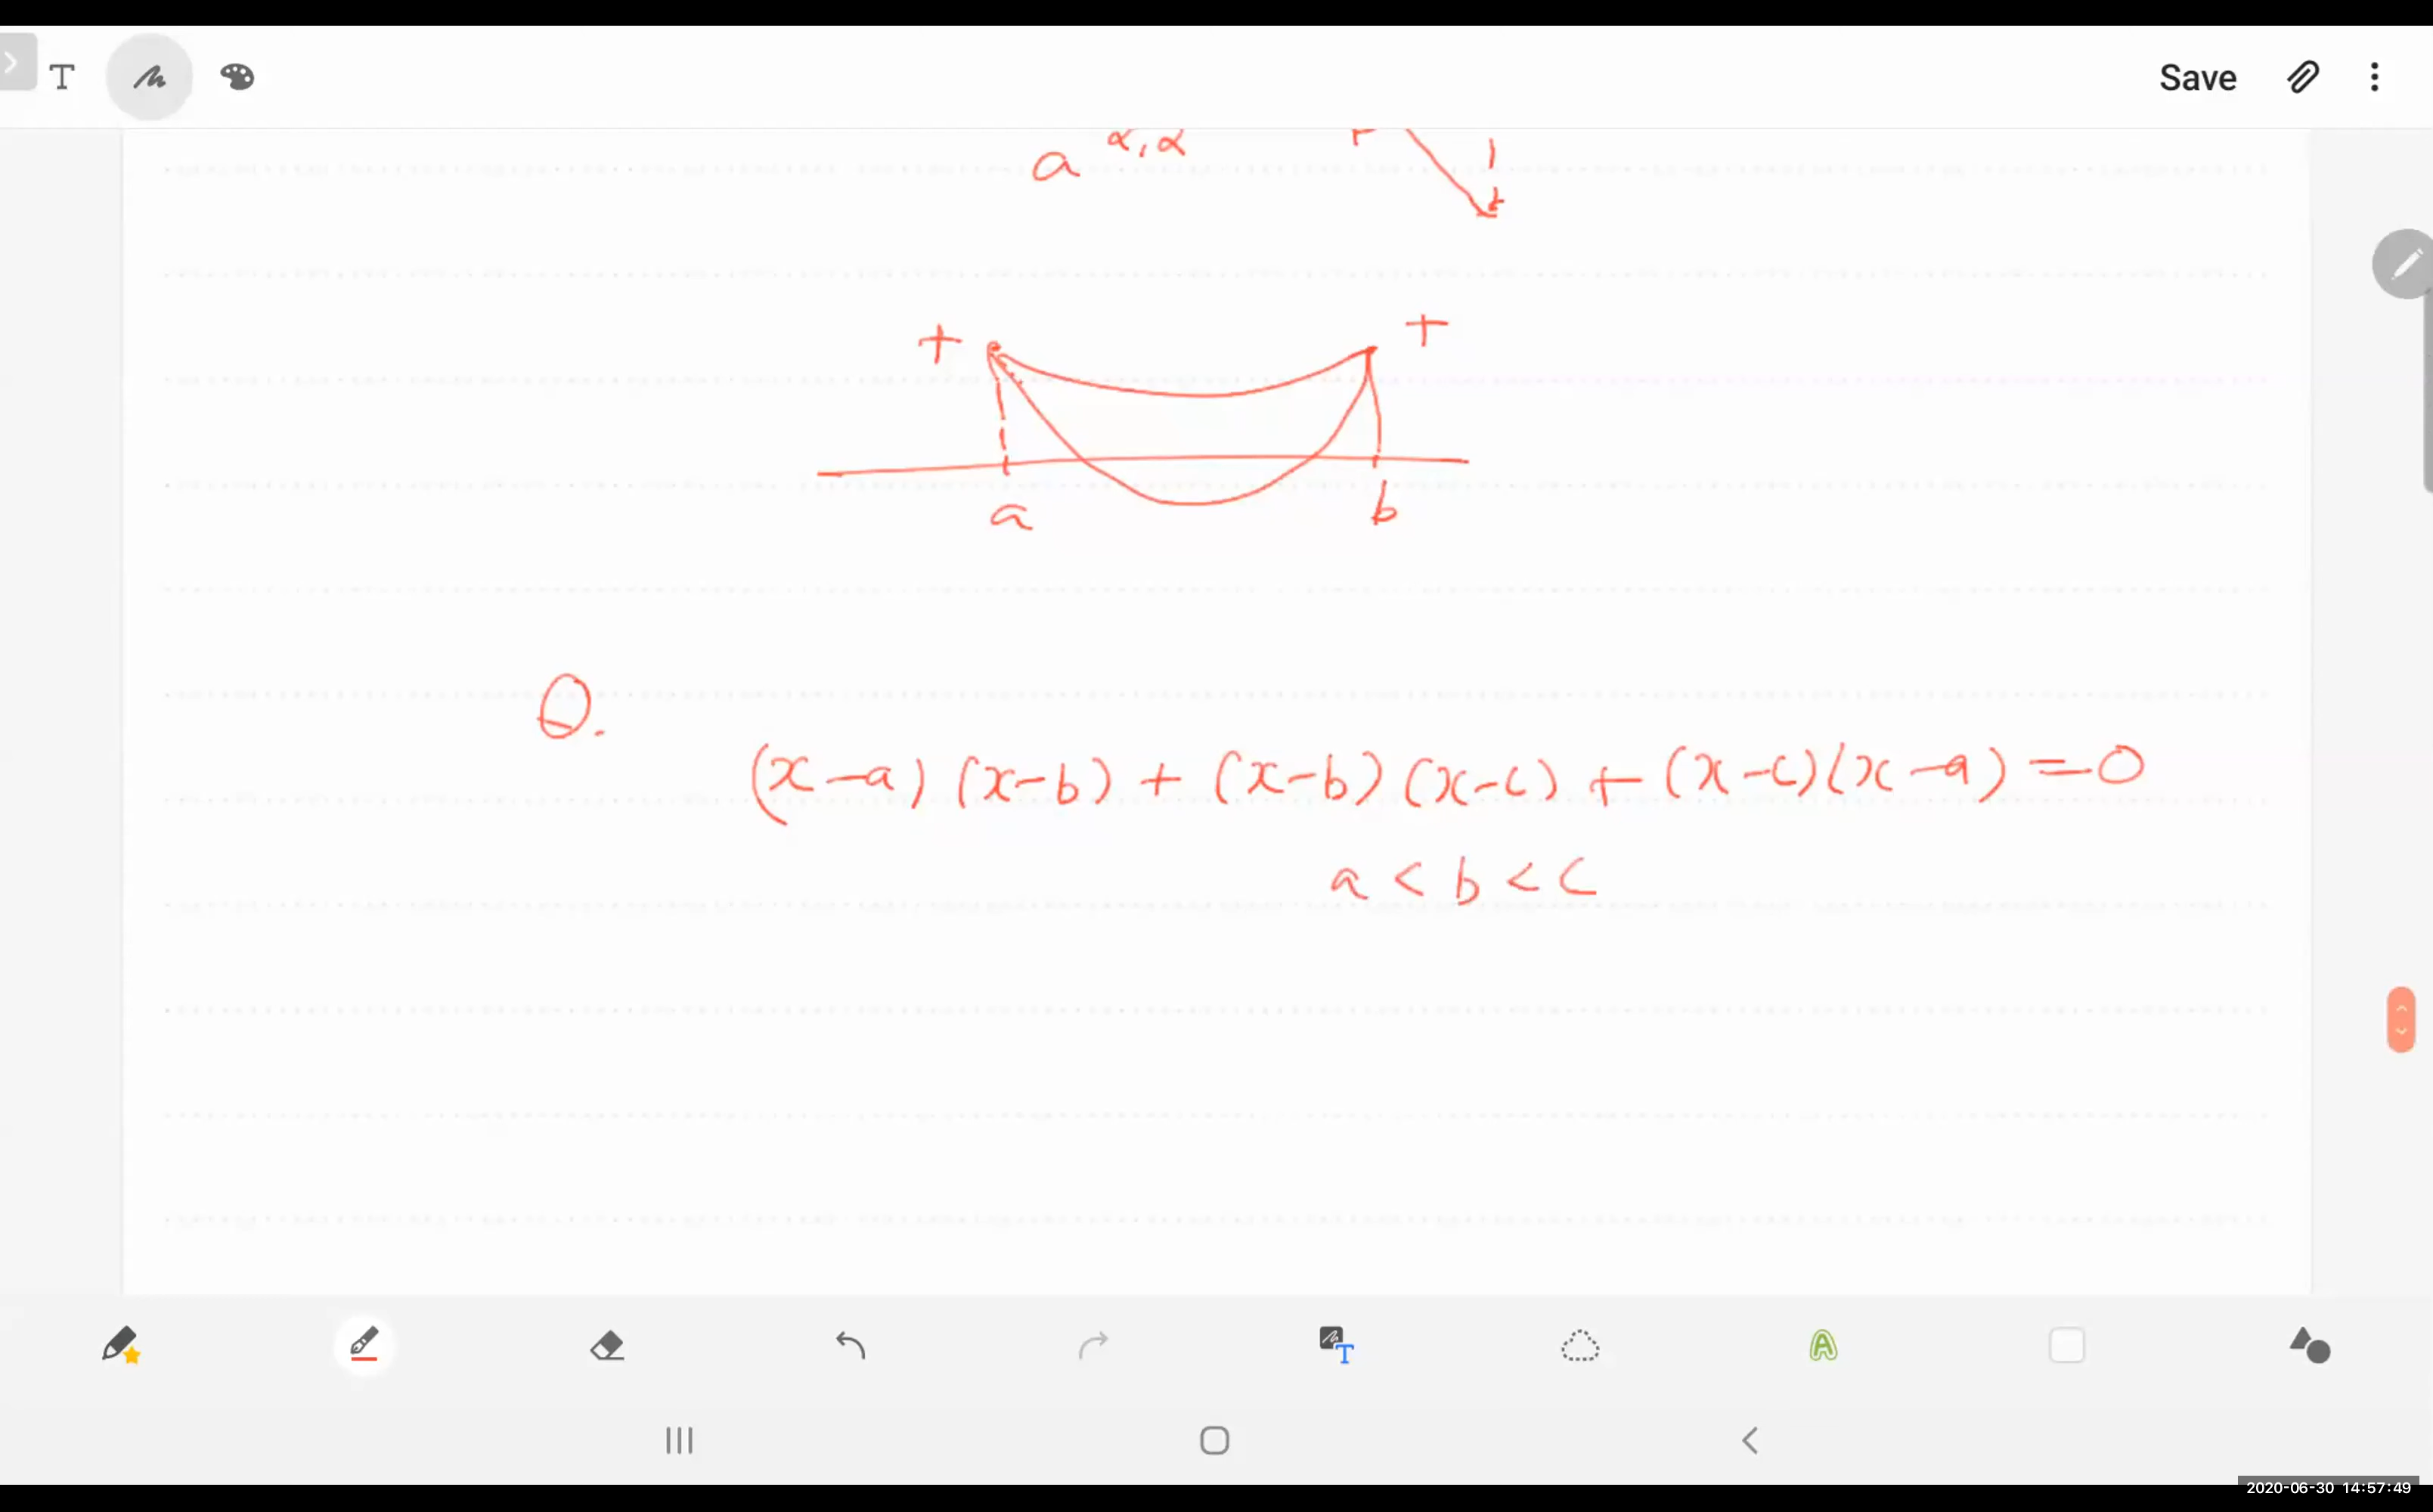 T
Save
a α,α
+ +
a b
Q.
(x-a)(x-b) + (x-b)(x-c) + (x-c)(x-a) = 0
a < b < c
T
A
2020-06-30 14:57:49